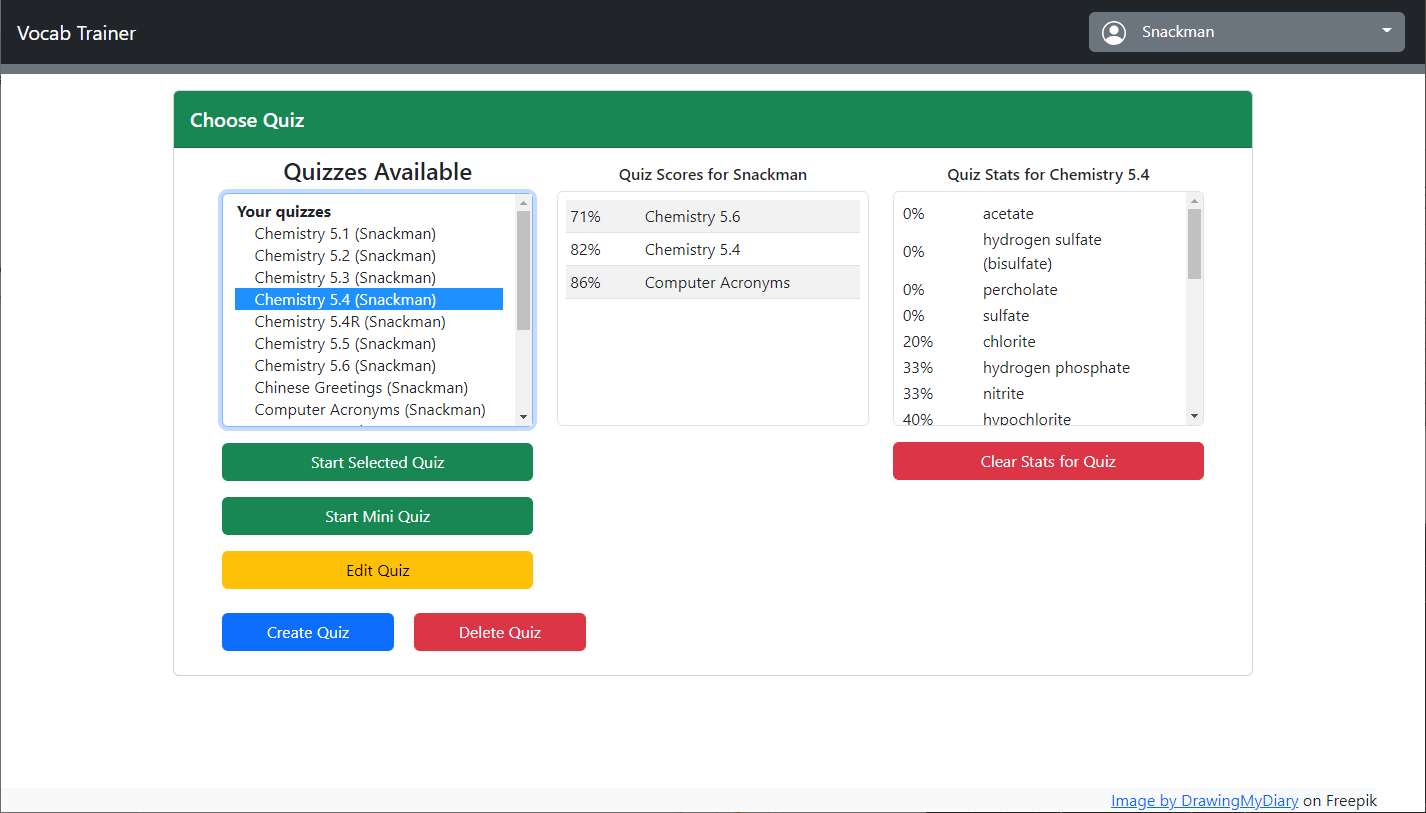 Vocab Trainer
Snackman
Choose Quiz
Quizzes Available
Your quizzes
Chemistry 5.1 (Snackman)
Chemistry 5.2 (Snackman)
Chemistry 5.3 (Snackman)
Chemistry 5.4 (Snackman)
Chemistry 5.4R (Snackman)
Chemistry 5.5 (Snackman)
Chemistry 5.6 (Snackman)
Chinese Greetings (Snackman)
Computer Acronyms (Snackman)
Start Selected Quiz
Start Mini Quiz
Edit Quiz
Create Quiz
Delete Quiz
Quiz Scores for Snackman
71% Chemistry 5.6
82% Chemistry 5.4
86% Computer Acronyms
Quiz Stats for Chemistry 5.4
0% acetate
0% hydrogen sulfate
(bisulfate)
0% percholate
0% sulfate
20% chlorite
33% hydrogen phosphate
33% nitrite
40% hypochlorite
Clear Stats for Quiz
Image by DrawingMyDiary on Freepik